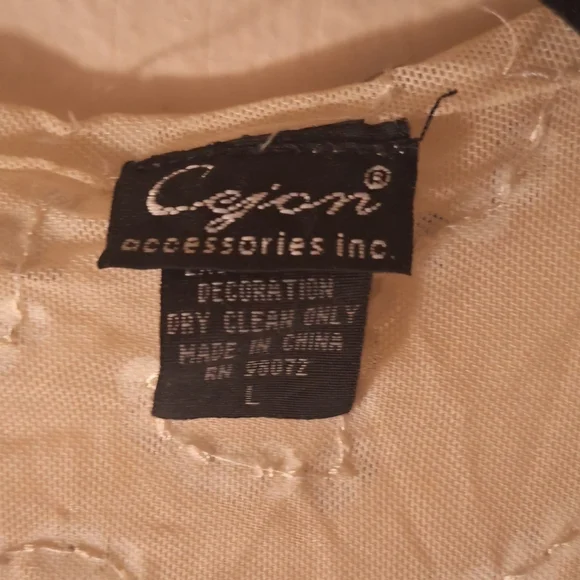 Cejon®
accessories inc.
DECORATION
DRY CLEAN ONLY
MADE IN CHINA
RN 98072
L